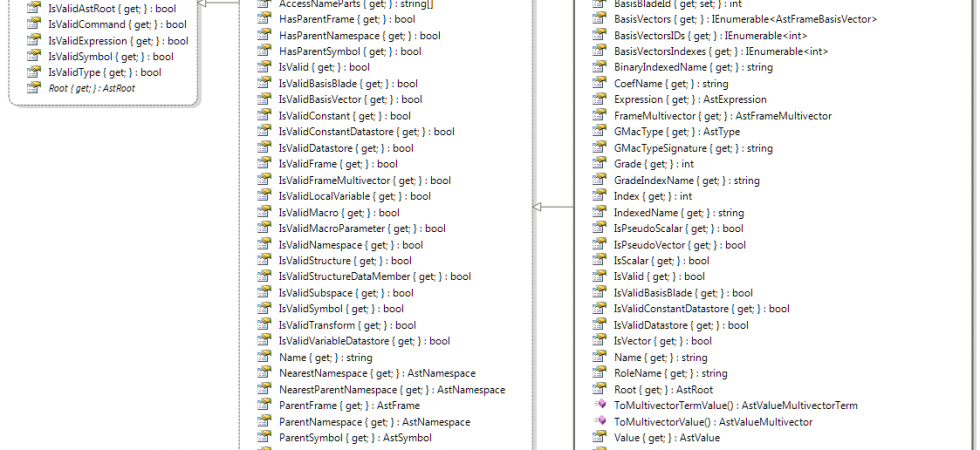 IsValidAstRoot { get; } : bool
IsValidCommand { get; } : bool
IsValidExpression { get; } : bool
IsValidSymbol { get; } : bool
IsValidType { get; } : bool
Root { get; } : AstRoot
AccessNameParts { get; } : string[]
HasParentFrame { get; } : bool
HasParentNamespace { get; } : bool
HasParentSymbol { get; } : bool
IsValid { get; } : bool
IsValidBasisBlade { get; } : bool
IsValidBasisVector { get; } : bool
IsValidConstant { get; } : bool
IsValidConstantDatastore { get; } : bool
IsValidDatastore { get; } : bool
IsValidFrame { get; } : bool
IsValidFrameMultivector { get; } : bool
IsValidLocalVariable { get; } : bool
IsValidMacro { get; } : bool
IsValidMacroParameter { get; } : bool
IsValidNamespace { get; } : bool
IsValidStructure { get; } : bool
IsValidStructureDataMember { get; } : bool
IsValidSubspace { get; } : bool
IsValidSymbol { get; } : bool
IsValidTransform { get; } : bool
IsValidVariableDatastore { get; } : bool
Name { get; } : string
NearestNamespace { get; } : AstNamespace
NearestParentNamespace { get; } : AstNamespace
ParentFrame { get; } : AstFrame
ParentNamespace { get; } : AstNamespace
ParentSymbol { get; } : AstSymbol
BasisBladeId { get; set; } : int
BasisVectors { get; } : IEnumerable<AstFrameBasisVector>
BasisVectorsIDs { get; } : IEnumerable<int>
BasisVectorsIndexes { get; } : IEnumerable<int>
BinaryIndexedName { get; } : string
CoefName { get; } : string
Expression { get; } : AstExpression
FrameMultivector { get; } : AstFrameMultivector
GMacType { get; } : AstType
GMacTypeSignature { get; } : string
Grade { get; } : int
GradeIndexName { get; } : string
Index { get; } : int
IndexedName { get; } : string
IsPseudoScalar { get; } : bool
IsPseudoVector { get; } : bool
IsScalar { get; } : bool
IsValid { get; } : bool
IsValidBasisBlade { get; } : bool
IsValidConstantDatastore { get; } : bool
IsValidDatastore { get; } : bool
IsVector { get; } : bool
Name { get; } : string
RoleName { get; } : string
Root { get; } : AstRoot
ToMultivectorTermValue() : AstValueMultivectorTerm
ToMultivectorValue() : AstValueMultivector
Value { get; } : AstValue